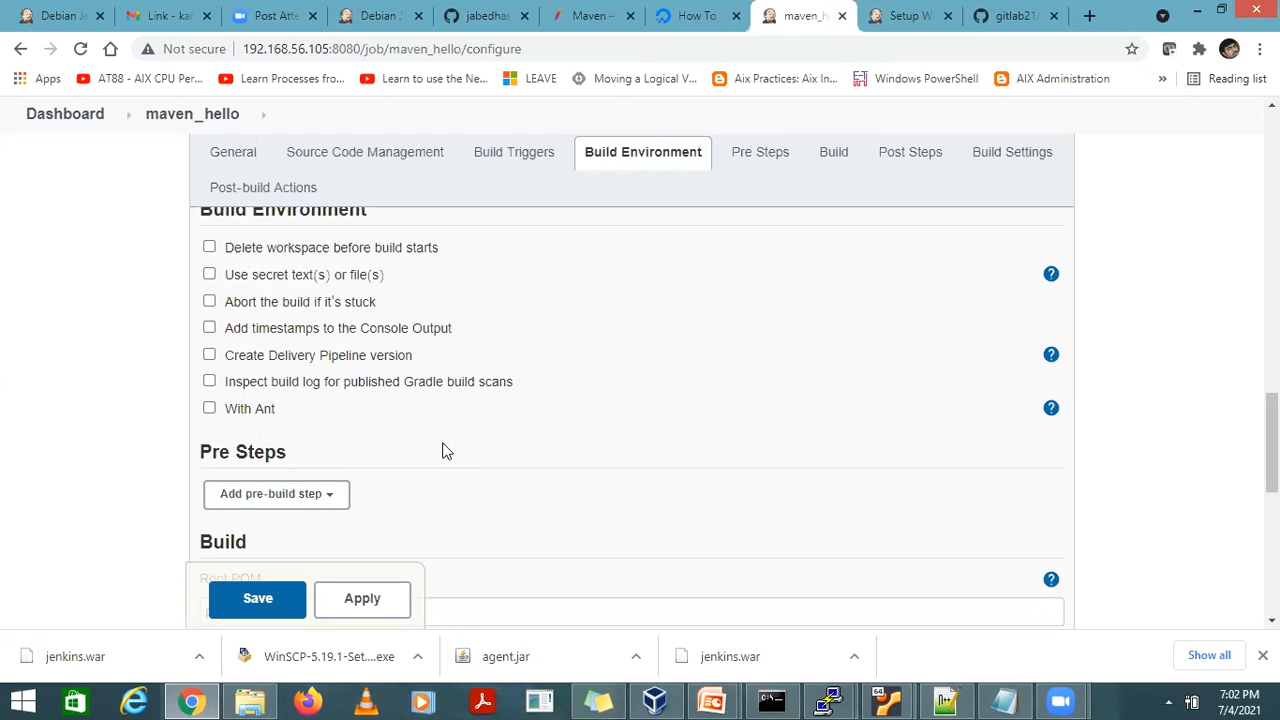 Debian Je
Link - kar
Post Atte
Debian J
jabedhas
Maven –
How To
maven_h
Setup Wi
gitlab21/
Not secure
192.168.56.105:8080/job/maven_hello/configure
Apps
AT88 - AIX CPU Per...
Learn Processes fro...
Learn to use the Ne...
LEAVE
Moving a Logical V...
Aix Practices: Aix In...
Windows PowerShell
AIX Administration
»
Reading list
Dashboard
maven_hello
General
Source Code Management
Build Triggers
Build Environment
Pre Steps
Build
Post Steps
Build Settings
Post-build Actions
Build Environment
Delete workspace before build starts
Use secret text(s) or file(s)
?
Abort the build if it's stuck
Add timestamps to the Console Output
Create Delivery Pipeline version
?
Inspect build log for published Gradle build scans
With Ant
?
Pre Steps
Add pre-build step
Build
Root POM
?
Save
Apply
jenkins.war
WinSCP-5.19.1-Set....exe
agent.jar
jenkins.war
Show all
7:02 PM
7/4/2021